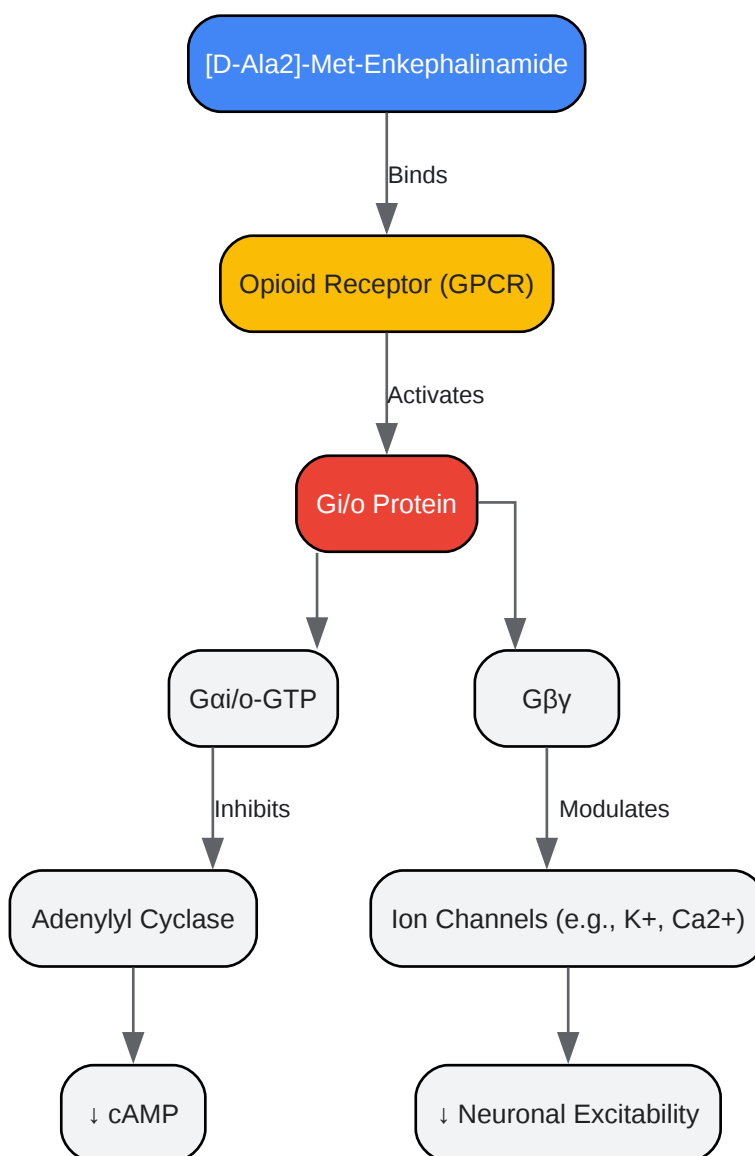 [D-Ala2]-Met-Enkephalinamide
Binds
Opioid Receptor (GPCR)
Activates
Gi/o Protein
Gαi/o-GTP
Gβγ
Inhibits
Modulates
Adenylyl Cyclase
Ion Channels (e.g., K+, Ca2+)
↓ cAMP
↓ Neuronal Excitability